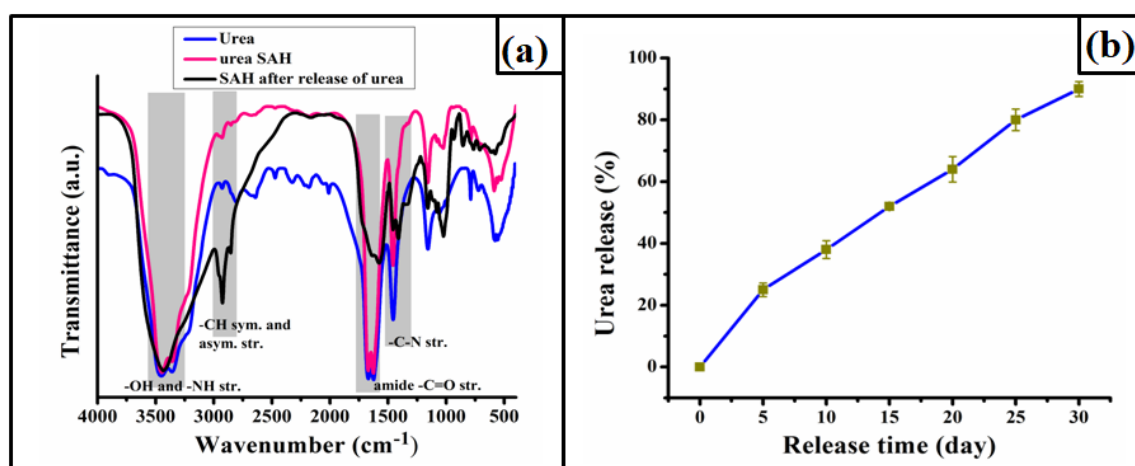 (a)
Urea
urea SAH
SAH after release of urea
Transmittance (a.u.)
-CH sym. and
asym. str.
-C-N str.
-OH and -NH str.
amide -C=O str.
4000 3500 3000 2500 2000 1500 1000 500
Wavenumber (cm⁻¹)
(b)
Urea release (%)
100
80
60
40
20
0
0 5 10 15 20 25 30
Release time (day)